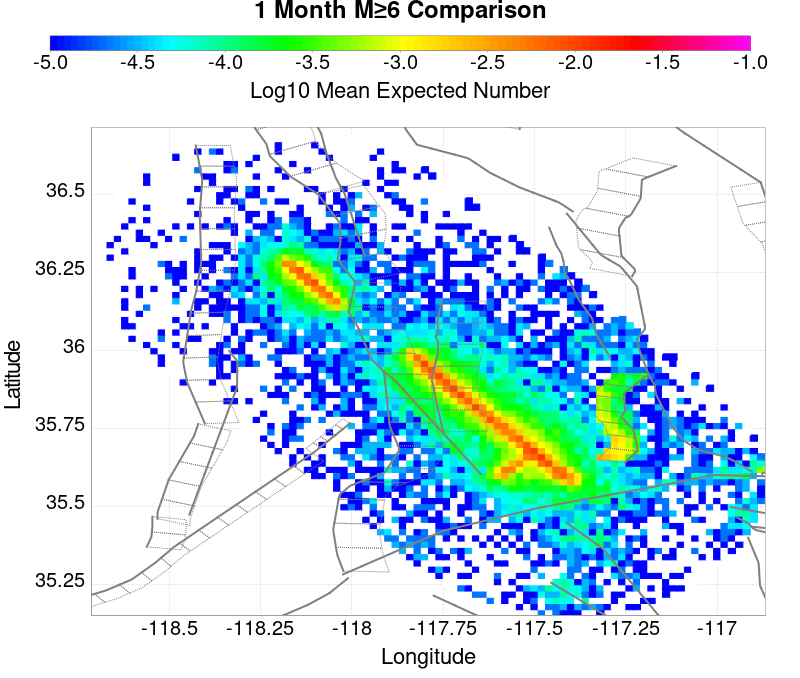 1 Month M≥6 Comparison
-5.0 -4.5 -4.0 -3.5 -3.0 -2.5 -2.0 -1.5 -1.0
Log10 Mean Expected Number
36.5
36.25
36
35.75
35.5
35.25
Latitude
-118.5 -118.25 -118 -117.75 -117.5 -117.25 -117
Longitude